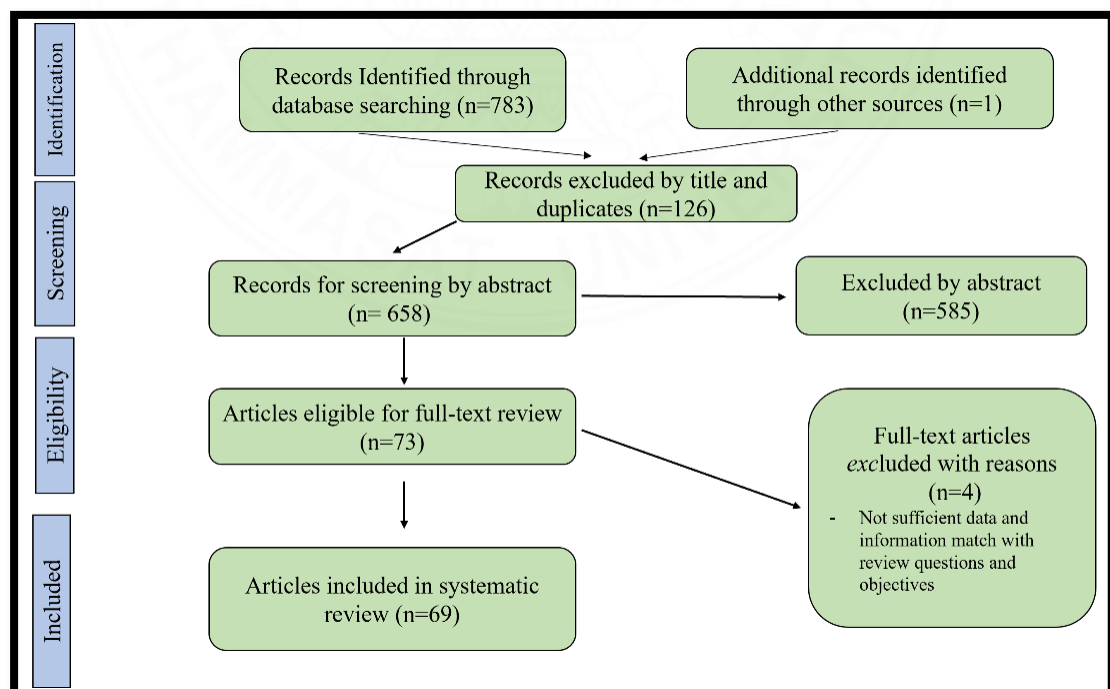 Identification
Records Identified through
database searching (n=783)
Additional records identified
through other sources (n=1)
Records excluded by title and
duplicates (n=126)
Screening
Records for screening by abstract
(n= 658)
Excluded by abstract
(n=585)
Eligibility
Articles eligible for full-text review
(n=73)
Full-text articles
excluded with reasons
(n=4)
- Not sufficient data and
information match with
review questions and
objectives
Included
Articles included in systematic
review (n=69)